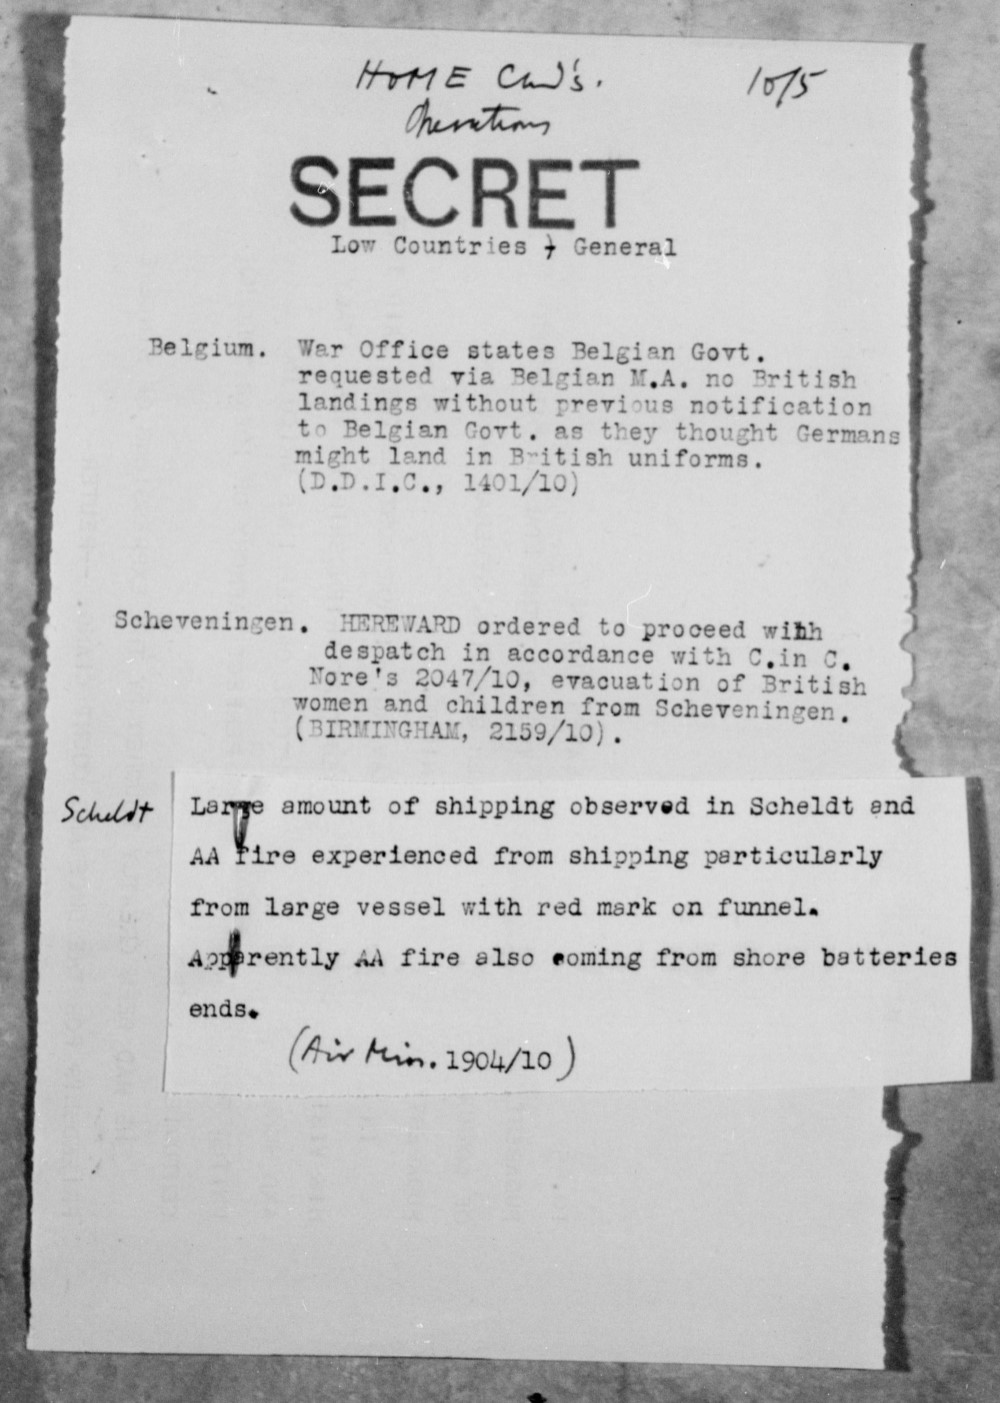 HOME Cmd's. 10/5
Operations
SECRET
Low Countries - General
Belgium. War Office states Belgian Govt.
requested via Belgian M.A. no British
landings without previous notification
to Belgian Govt. as they thought Germans
might land in British uniforms.
(D.D.I.C., 1401/10)
Scheveningen. HEREWARD ordered to proceed with
despatch in accordance with C.in C.
Nore's 2047/10, evacuation of British
women and children from Scheveningen.
(BIRMINGHAM, 2159/10).
Scheldt Large amount of shipping observed in Scheldt and
AA fire experienced from shipping particularly
from large vessel with red mark on funnel.
Apparently AA fire also coming from shore batteries
ends.
(Air Min. 1904/10)